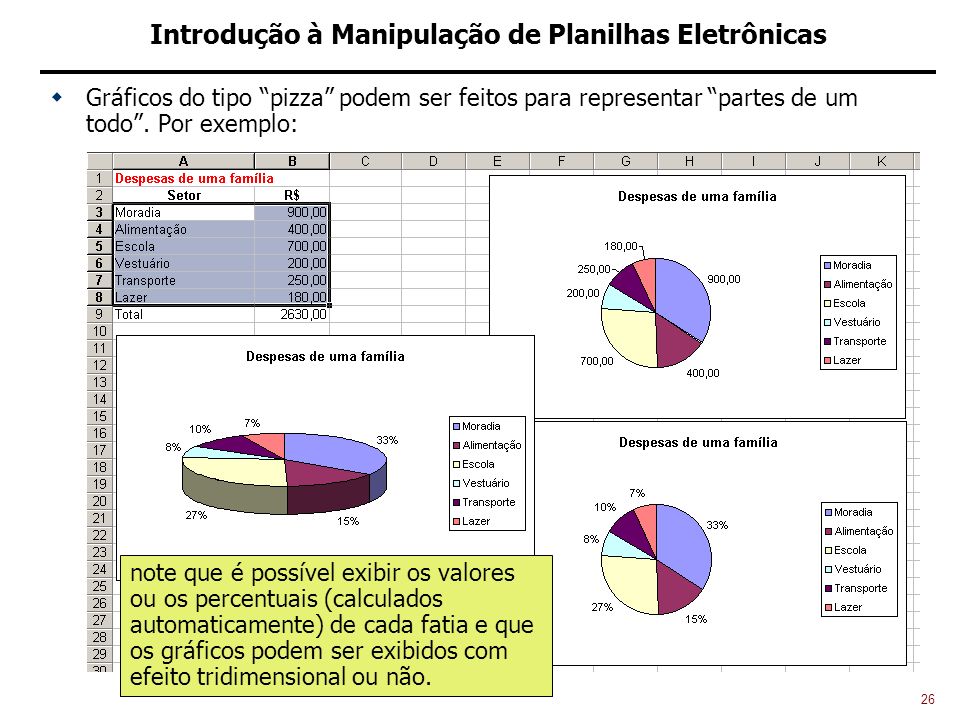 Introdução à Manipulação de Planilhas Eletrônicas
Gráficos do tipo “pizza” podem ser feitos para representar “partes de um
todo”. Por exemplo:
A B C D E F G H I J K
1 Despesas de uma família
2 Setor R$
3 Moradia 900,00
4 Alimentação 400,00
5 Escola 700,00
6 Vestuário 200,00
7 Transporte 250,00
8 Lazer 180,00
9 Total 2630,00
10
11
12
13
14
15
16
17
18
19
20
21
22
23
24
25
26
27
28
29
30
Despesas de uma família
180,00
250,00
200,00
700,00
900,00
400,00
Moradia
Alimentação
Escola
Vestuário
Transporte
Lazer
Despesas de uma família
7%
10%
8%
27%
33%
15%
Moradia
Alimentação
Escola
Vestuário
Transporte
Lazer
Despesas de uma família
7%
10%
8%
27%
33%
15%
Moradia
Alimentação
Escola
Vestuário
Transporte
Lazer
note que é possível exibir os valores
ou os percentuais (calculados
automaticamente) de cada fatia e que
os gráficos podem ser exibidos com
efeito tridimensional ou não.
26